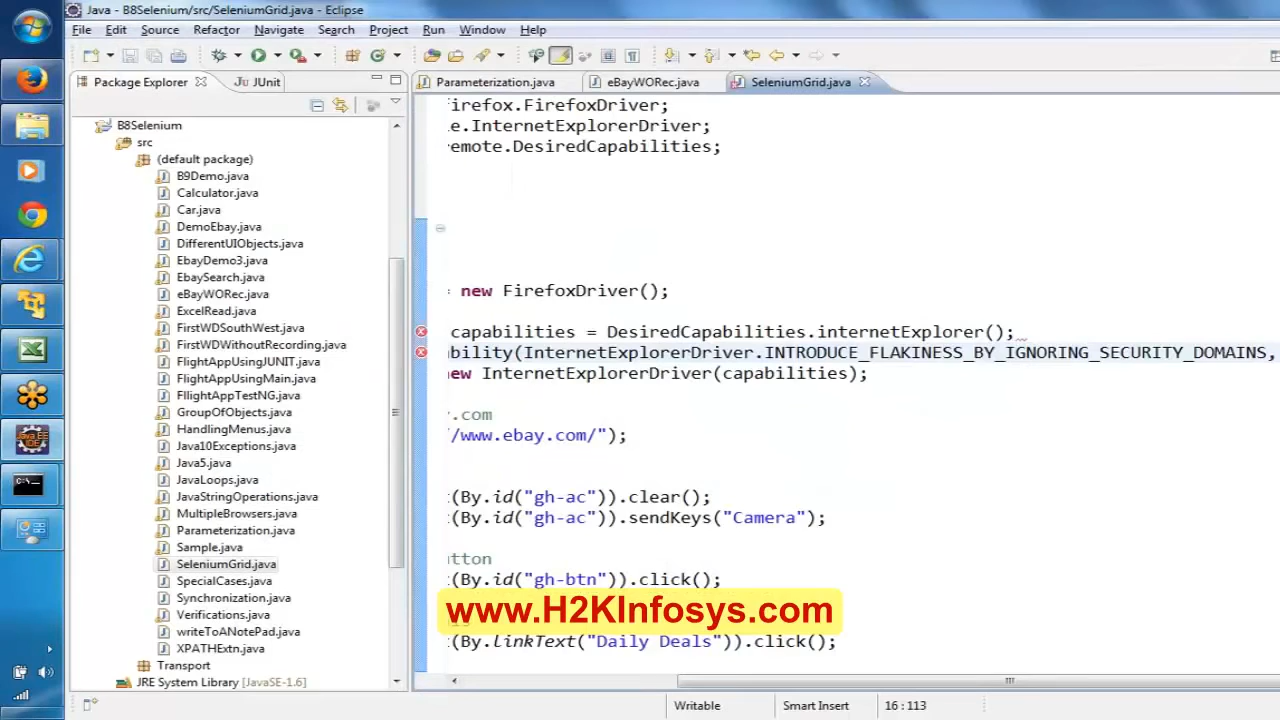 Java - B8Selenium/src/SeleniumGrid.java - Eclipse
File Edit Source Refactor Navigate Search Project Run Window Help
Package Explorer JUnit Parameterization.java eBayWORec.java SeleniumGrid.java
B8Selenium
src
(default package)
B9Demo.java
Calculator.java
Car.java
DemoEbay.java
DifferentUIObjects.java
EbayDemo3.java
EbaySearch.java
eBayWORec.java
ExcelRead.java
FirstWDSouthWest.java
FirstWDWithoutRecording.java
FlightAppUsingJUNIT.java
FlightAppUsingMain.java
FllightAppTestNG.java
GroupOfObjects.java
HandlingMenus.java
Java10Exceptions.java
Java5.java
JavaLoops.java
JavaStringOperations.java
MultipleBrowsers.java
Parameterization.java
Sample.java
SeleniumGrid.java
SpecialCases.java
Synchronization.java
Verifications.java
writeToANotePad.java
XPATHExtn.java
Transport
JRE System Library [JavaSE-1.6]
irefox.FirefoxDriver;
e.InternetExplorerDriver;
emote.DesiredCapabilities;
= new FirefoxDriver();
capabilities = DesiredCapabilities.internetExplorer();
bility(InternetExplorerDriver.INTRODUCE_FLAKINESS_BY_IGNORING_SECURITY_DOMAINS,
new InternetExplorerDriver(capabilities);
y.com
//www.ebay.com/");
t(By.id("gh-ac")).clear();
t(By.id("gh-ac")).sendKeys("Camera");
utton
t(By.id("gh-btn")).click();
www.H2KInfosys.com
t(By.linkText("Daily Deals")).click();
Writable Smart Insert 16 : 113